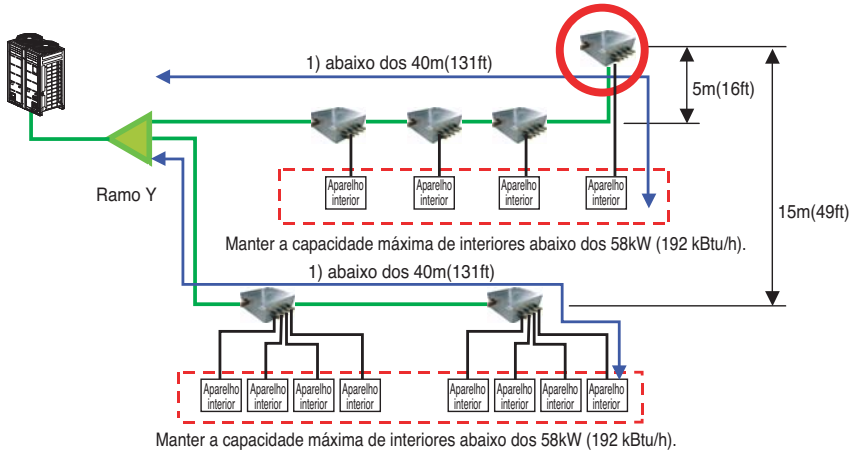 1) abaixo dos 40m(131ft)
5m(16ft)
Ramo Y
Aparelho
interior
Aparelho
interior
Aparelho
interior
Aparelho
interior
15m(49ft)
Manter a capacidade máxima de interiores abaixo dos 58kW (192 kBtu/h).
1) abaixo dos 40m(131ft)
Aparelho
interior
Aparelho
interior
Aparelho
interior
Aparelho
interior
Aparelho
interior
Aparelho
interior
Aparelho
interior
Aparelho
interior
Manter a capacidade máxima de interiores abaixo dos 58kW (192 kBtu/h).